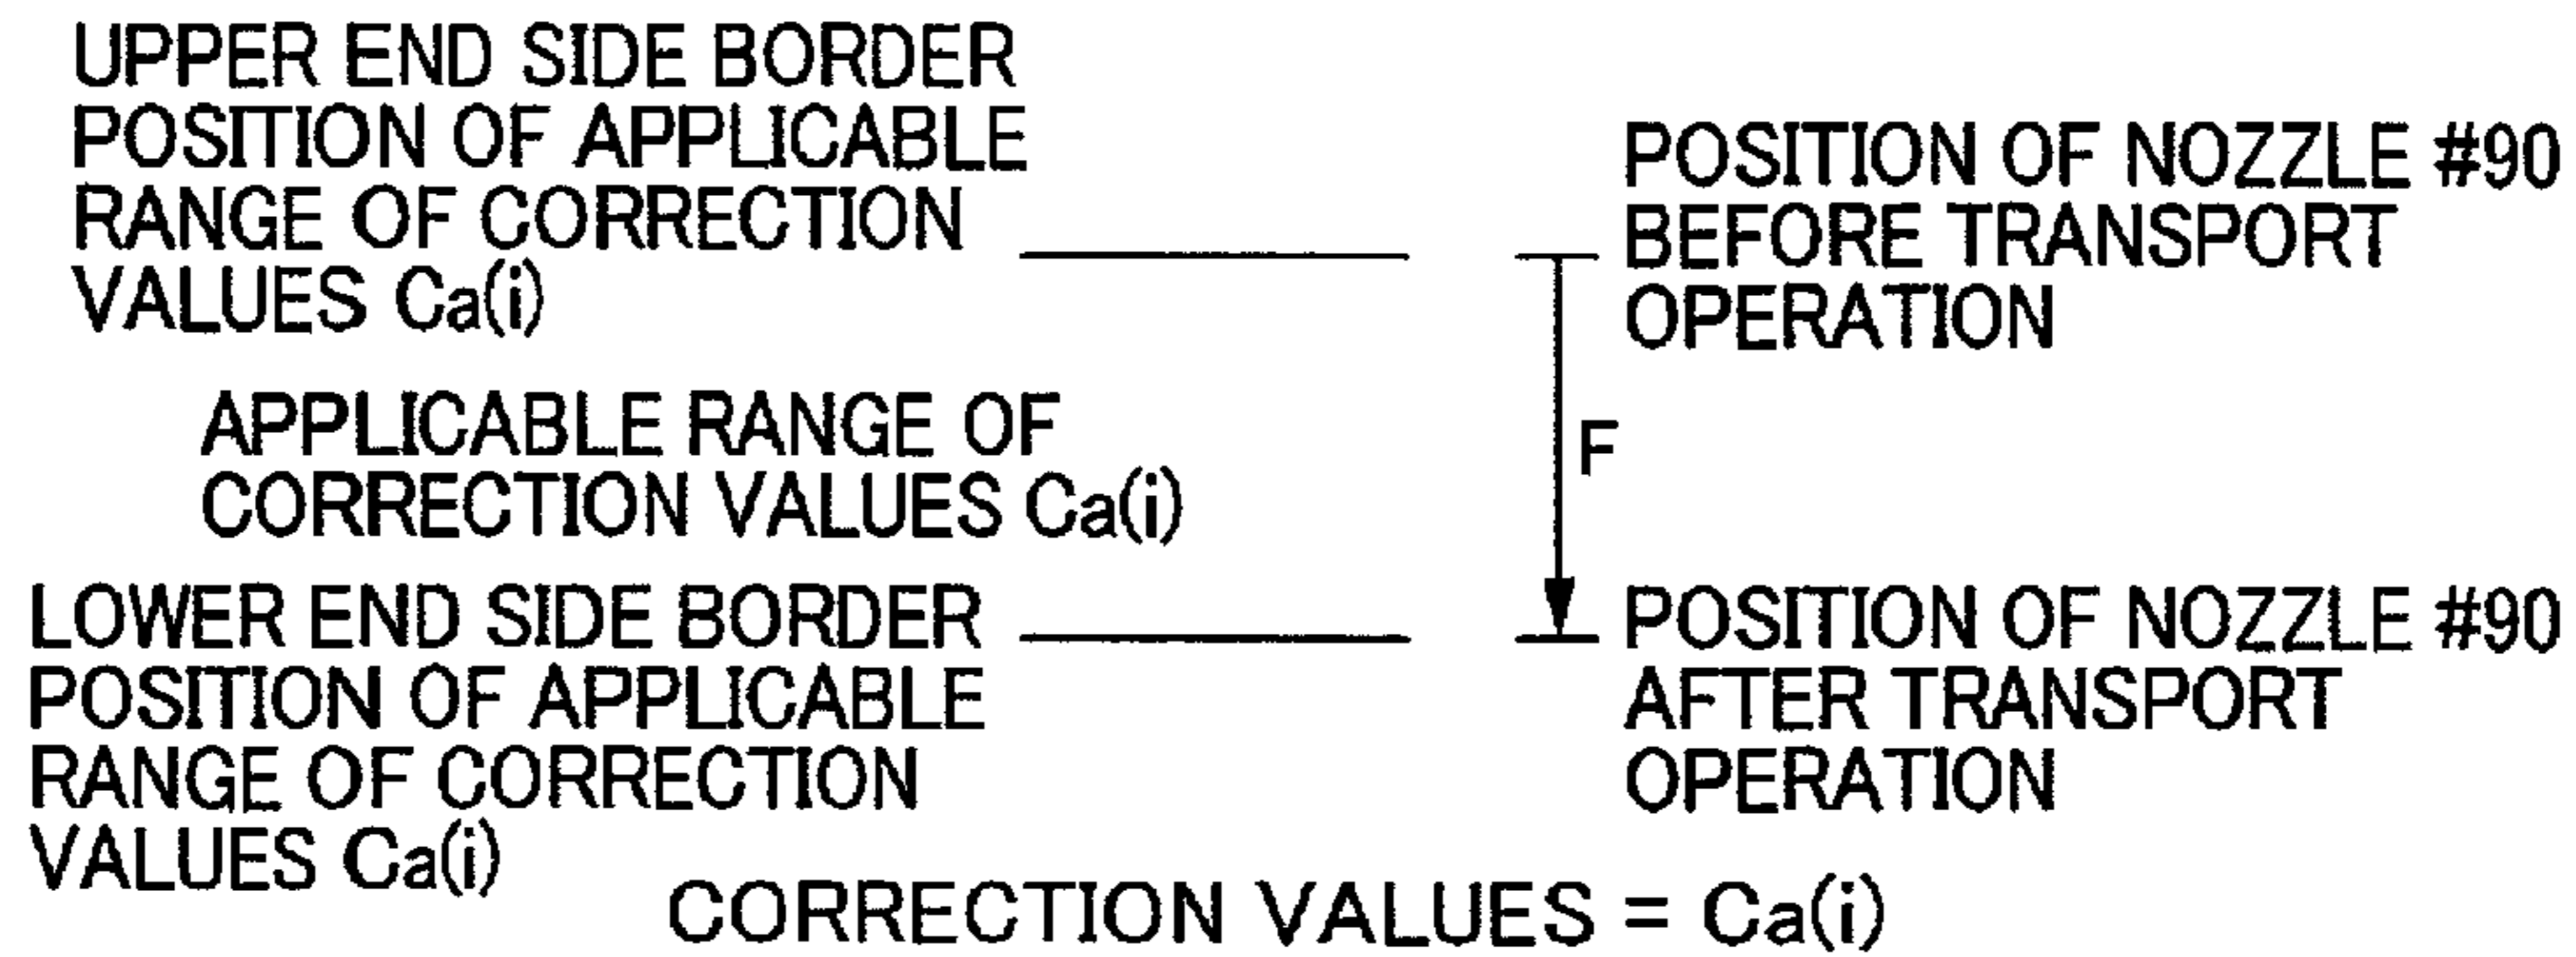 UPPER END SIDE BORDER
POSITION OF APPLICABLE
RANGE OF CORRECTION
VALUES Ca(i)
POSITION OF NOZZLE #90
BEFORE TRANSPORT
OPERATION
APPLICABLE RANGE OF
CORRECTION VALUES Ca(i)
F
LOWER END SIDE BORDER
POSITION OF APPLICABLE
RANGE OF CORRECTION
VALUES Ca(i)
POSITION OF NOZZLE #90
AFTER TRANSPORT
OPERATION
CORRECTION VALUES = Ca(i)